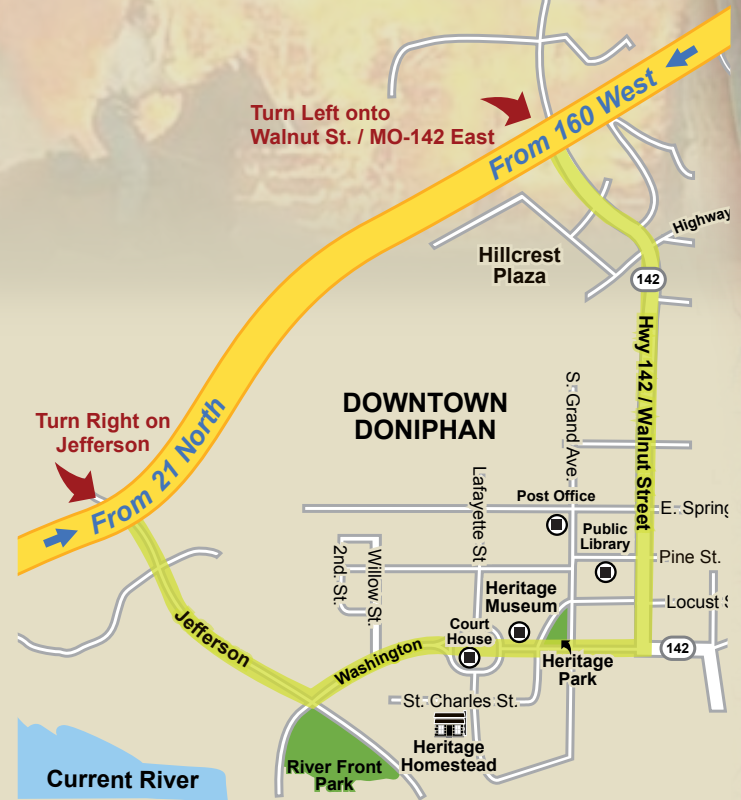 Turn Left onto
Walnut St. / MO-142 East
From 160 West
Highway
Hillcrest
Plaza
142
Hwy 142 / Walnut Street
DOWNTOWN
DONIPHAN
Turn Right on
Jefferson
From 21 North
S. Grand Ave.
Lafayette St
Post Office
E. Spring
Public
Library
Pine St.
2nd. St.
Willow St.
Heritage
Museum
Locust S
Court
House
Jefferson
Washington
142
Heritage
Park
St. Charles St.
Heritage
Homestead
River Front
Park
Current River